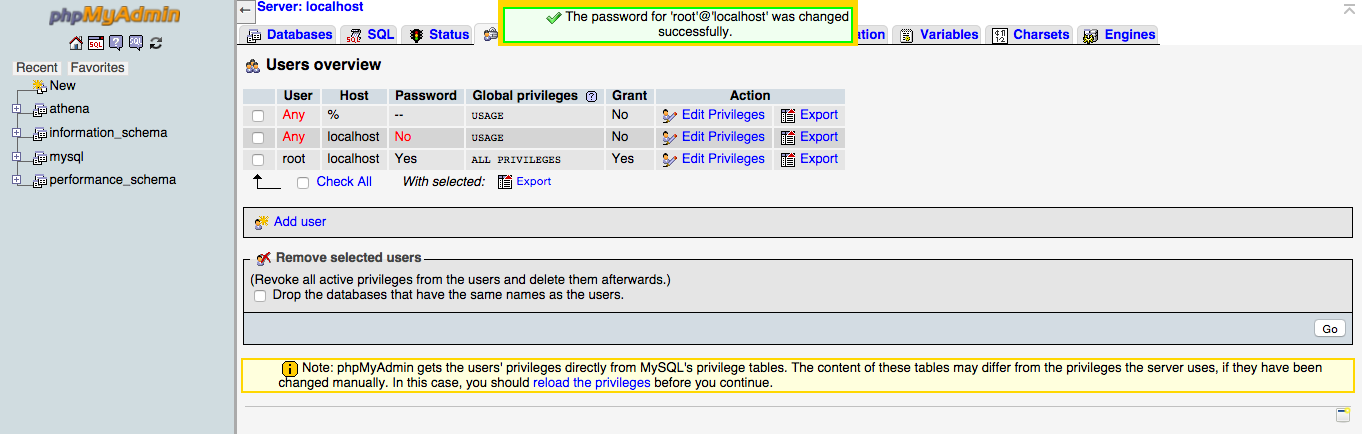 phpMyAdmin
SQL
Recent Favorites
New
athena
information_schema
mysql
performance_schema
Server: localhost
The password for 'root'@'localhost' was changed
successfully.
Databases SQL Status Variables Charsets Engines
Users overview
User Host Password Global privileges Grant Action
Any % -- USAGE No Edit Privileges Export
Any localhost No USAGE No Edit Privileges Export
root localhost Yes ALL PRIVILEGES Yes Edit Privileges Export
Check All With selected: Export
Add user
Remove selected users
(Revoke all active privileges from the users and delete them afterwards.)
Drop the databases that have the same names as the users.
Go
Note: phpMyAdmin gets the users' privileges directly from MySQL's privilege tables. The content of these tables may differ from the privileges the server uses, if they have been
changed manually. In this case, you should reload the privileges before you continue.